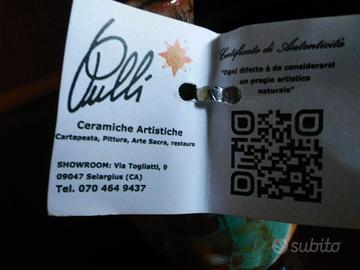 Pulli
Ceramiche Artistiche
Cartapesta, Pittura, Arte Sacra, restauro
SHOWROOM: Via Togliatti, 9
09047 Selargius (CA)
Tel. 070 464 9437
Certificato di Autenticità
"Ogni difetto è da considerarsi
un pregio artistico
naturale"
subito